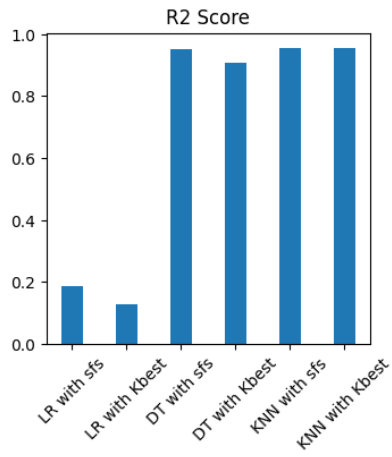 R2 Score
1.0
0.8
0.6
0.4
0.2
0.0
LR with sfs
LR with Kbest
DT with sfs
DT with Kbest
KNN with sfs
KNN with Kbest